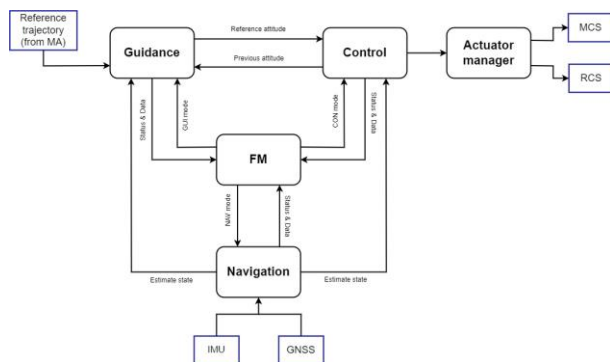 Reference
trajectory
(from MA)
Guidance
Reference attitude
Previous attitude
Control
Actuator
manager
MCS
RCS
Status & Data
GUI mode
CON mode
Status & Data
FM
NAV mode
Status & Data
Estimate state
Navigation
Estimate state
IMU
GNSS